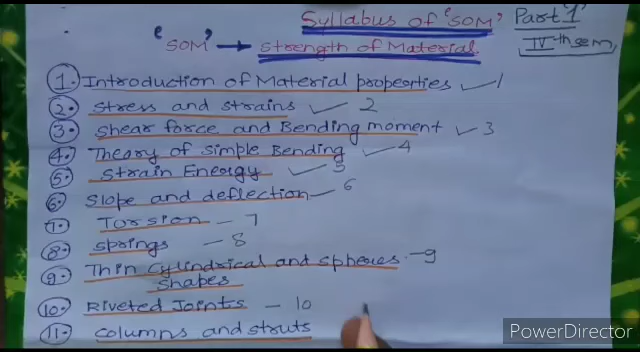 Syllabus of "SOM" Part '1'
"SOM" → Strength of Material IVth sem
1. Introduction of Material properties ✓ 1
2. Stress and strains ✓ 2
3. Shear force and Bending moment ✓ 3
4. Theory of simple Bending ✓ 4
5. Strain Energy ✓ 5
6. Slope and deflection — 6
7. Torsion — 7
8. Springs — 8
9. Thin cylindrical and spheres — 9
shapes
10. Riveted Joints — 10
11. Columns and struts
PowerDirector